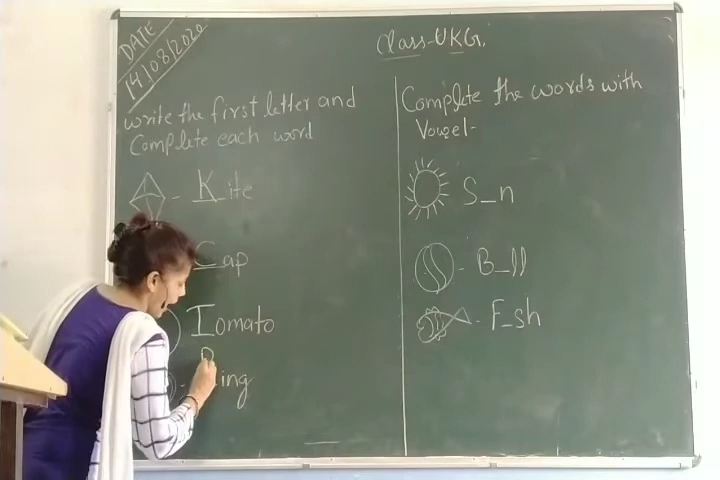 DATE
14/08/2020
Class-UKG.
Write the first letter and
Complete each word
- Kite
Cap
Tomato
- Ring
Complete the words with
Vowel-
S_n
- B_ll
- F_sh